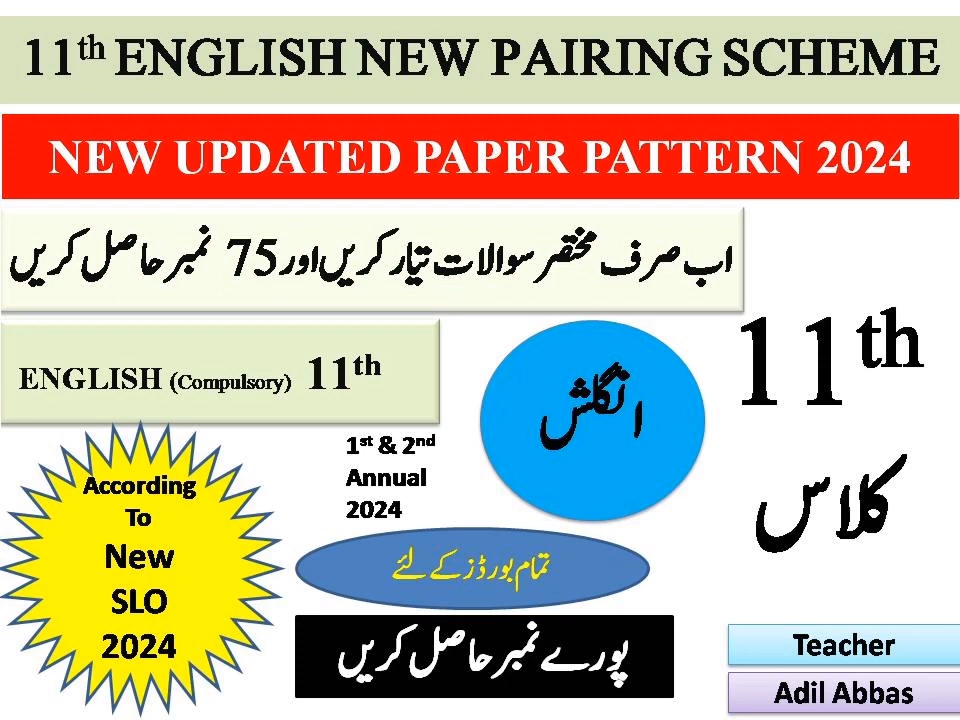 11th ENGLISH NEW PAIRING SCHEME
NEW UPDATED PAPER PATTERN 2024
اب صرف مختصر سوالات تیار کریں اور 75 نمبر حاصل کریں
ENGLISH (Compulsory) 11th
انگلش
11th
کلاس
1st & 2nd
Annual
2024
According
To
New
SLO
2024
تمام بورڈز کے لئے
پورے نمبر حاصل کریں
Teacher
Adil Abbas